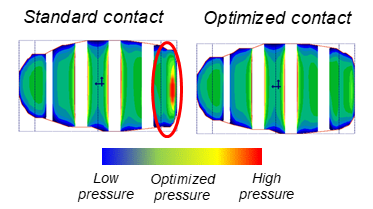 Standard contact
Optimized contact
Low pressure
Optimized pressure
High pressure